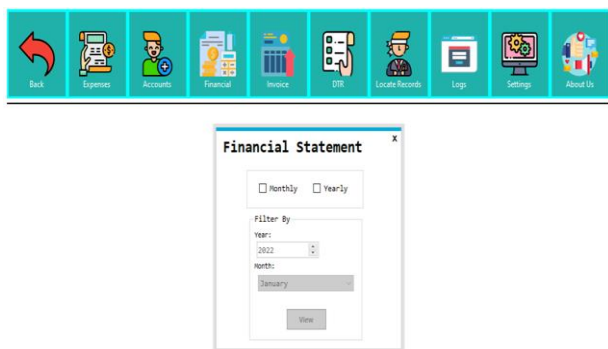 Back Expenses Accounts Financial Invoice DTR Locate Records Logs Settings About Us
Financial Statement x
Monthly Yearly
Filter By
Year:
2022
Month:
January
View